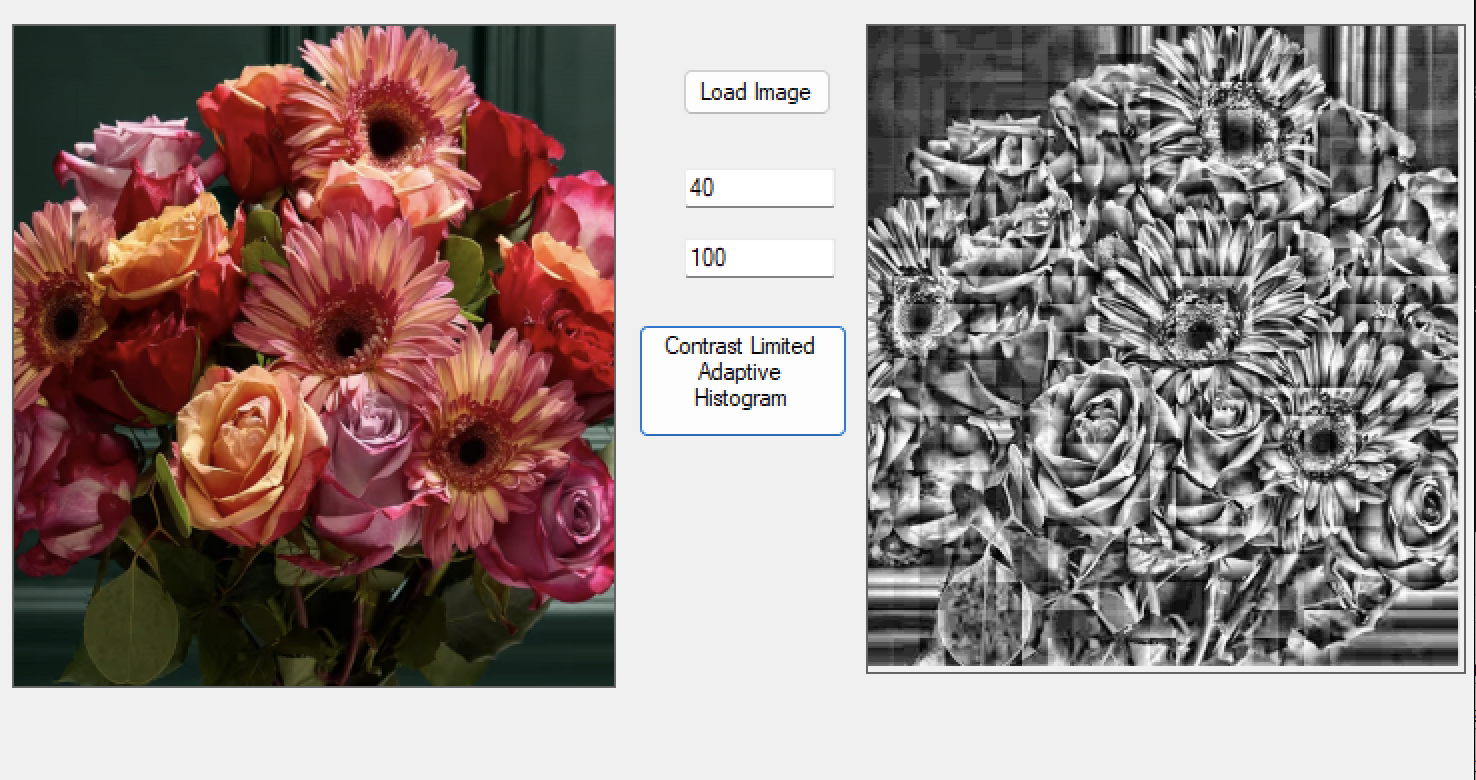 Load Image
40
100
Contrast Limited
Adaptive
Histogram